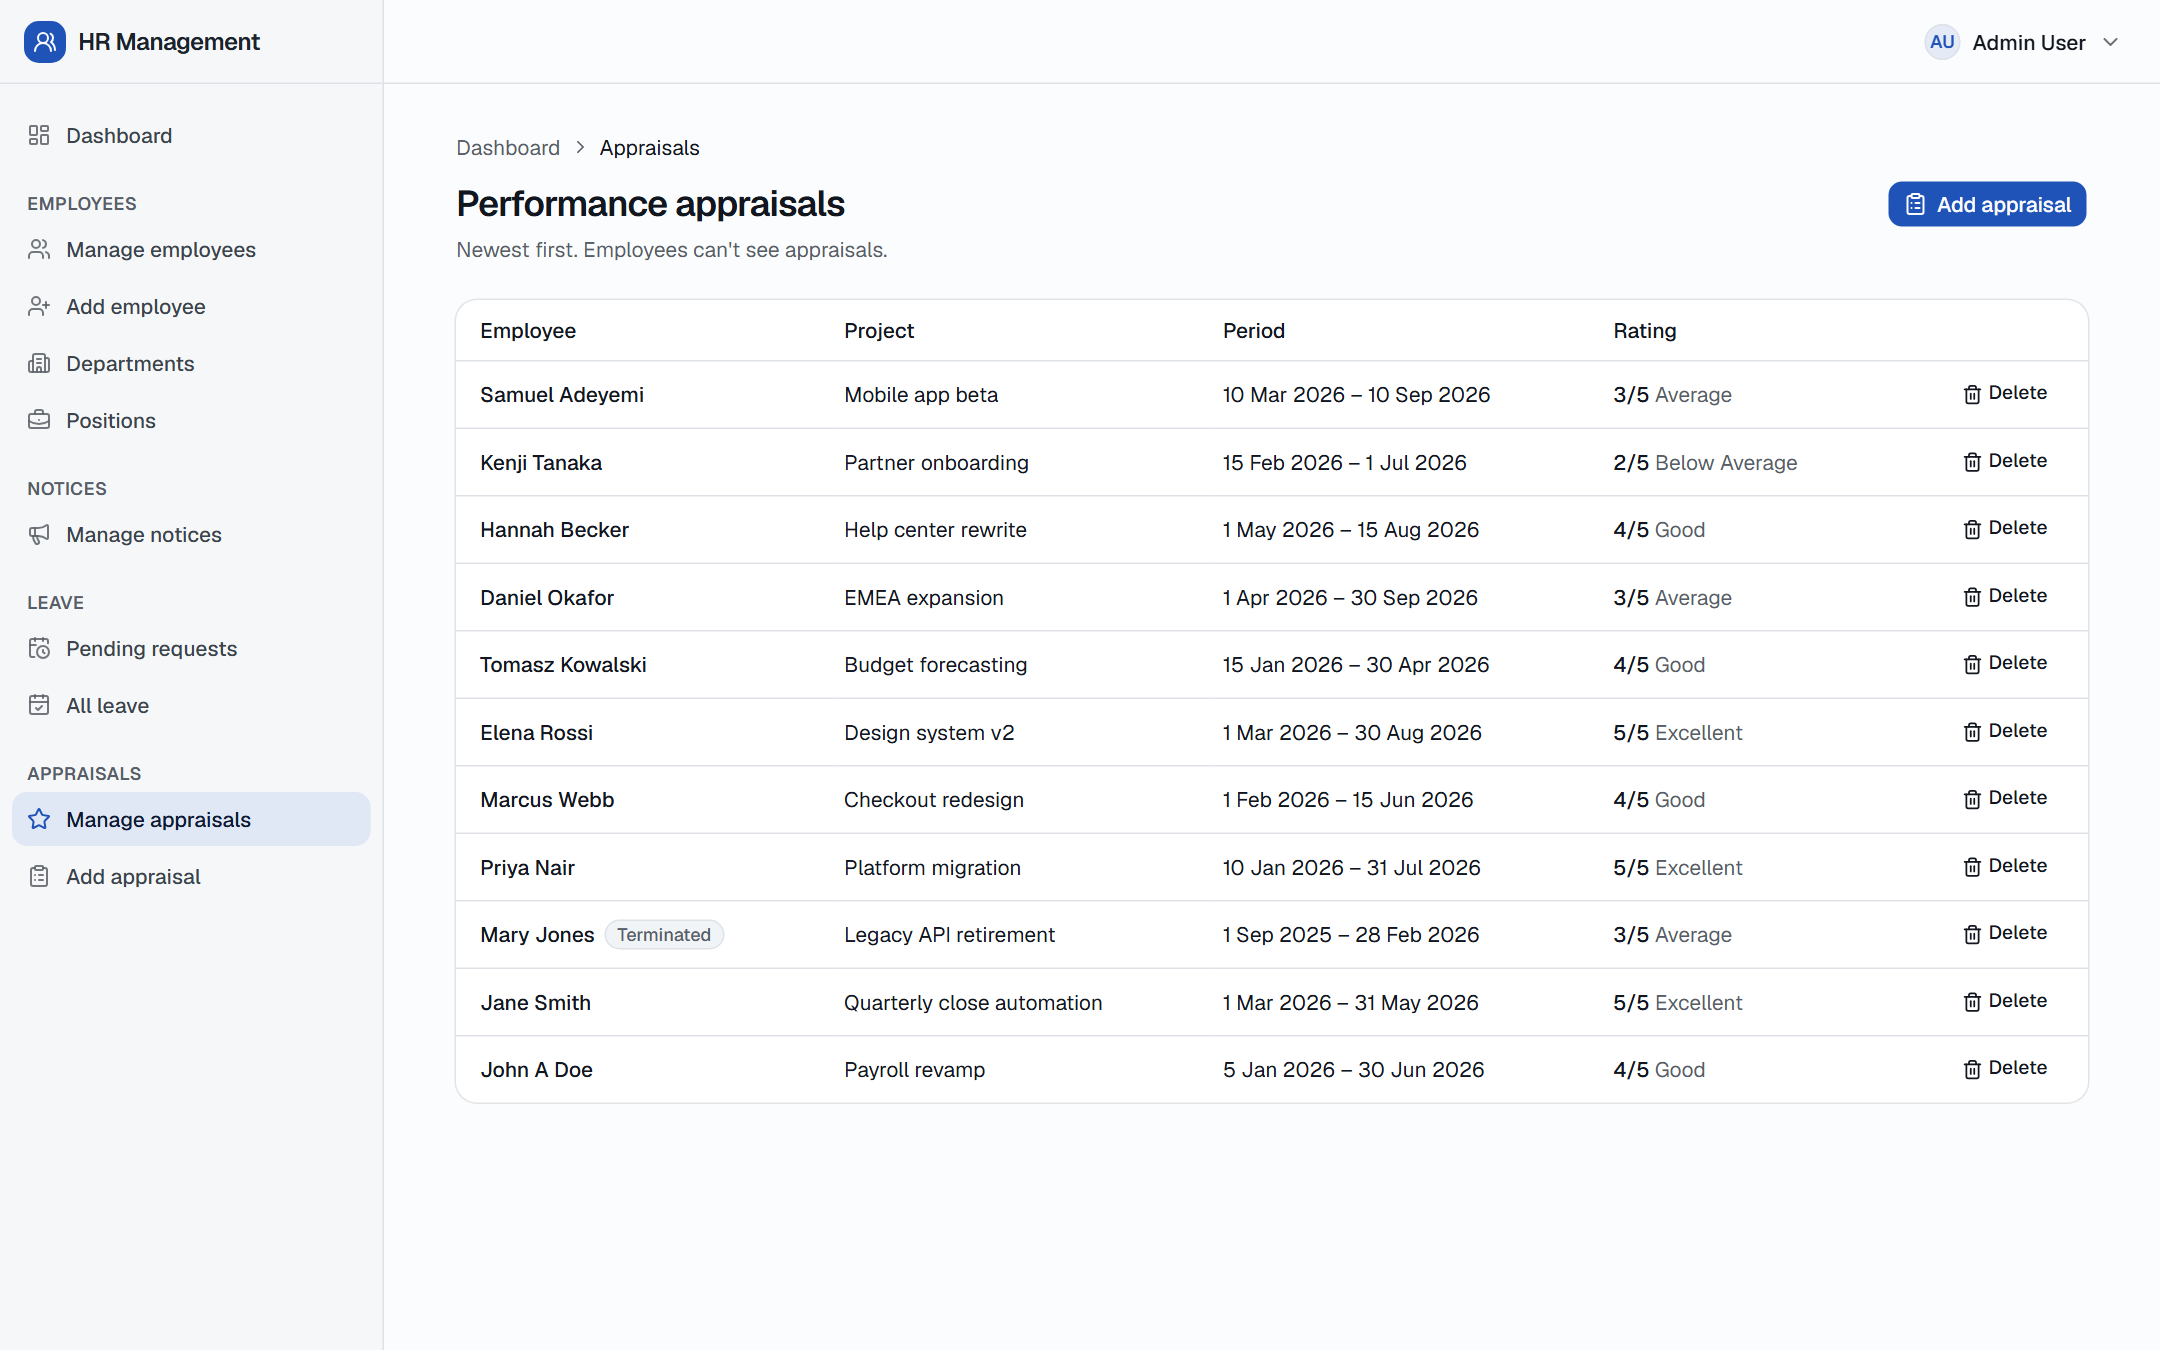 HR Management
AU Admin User
Dashboard
EMPLOYEES
Manage employees
Add employee
Departments
Positions
NOTICES
Manage notices
LEAVE
Pending requests
All leave
APPRAISALS
Manage appraisals
Add appraisal
Dashboard > Appraisals
Performance appraisals
Add appraisal
Newest first. Employees can't see appraisals.
Employee Project Period Rating
Samuel Adeyemi Mobile app beta 10 Mar 2026 – 10 Sep 2026 3/5 Average Delete
Kenji Tanaka Partner onboarding 15 Feb 2026 – 1 Jul 2026 2/5 Below Average Delete
Hannah Becker Help center rewrite 1 May 2026 – 15 Aug 2026 4/5 Good Delete
Daniel Okafor EMEA expansion 1 Apr 2026 – 30 Sep 2026 3/5 Average Delete
Tomasz Kowalski Budget forecasting 15 Jan 2026 – 30 Apr 2026 4/5 Good Delete
Elena Rossi Design system v2 1 Mar 2026 – 30 Aug 2026 5/5 Excellent Delete
Marcus Webb Checkout redesign 1 Feb 2026 – 15 Jun 2026 4/5 Good Delete
Priya Nair Platform migration 10 Jan 2026 – 31 Jul 2026 5/5 Excellent Delete
Mary Jones Terminated Legacy API retirement 1 Sep 2025 – 28 Feb 2026 3/5 Average Delete
Jane Smith Quarterly close automation 1 Mar 2026 – 31 May 2026 5/5 Excellent Delete
John A Doe Payroll revamp 5 Jan 2026 – 30 Jun 2026 4/5 Good Delete